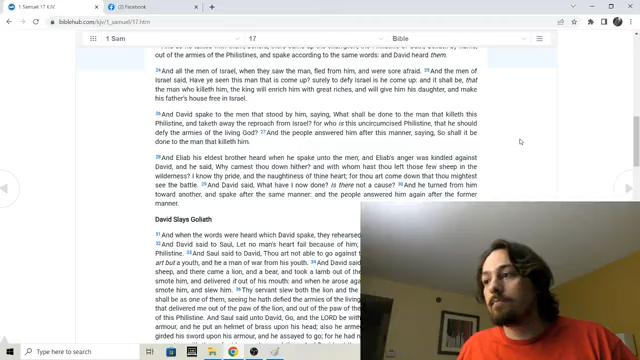 1 Samuel 17 KJV
(2) Facebook
biblehub.com/kjv/1_samuel/17.htm
1 Sam
17
Bible
out of the armies of the Philistines, and spake according to the same words: and David heard them.
24 And all the men of Israel, when they saw the man, fled from him, and were sore afraid. 25 And the men of
Israel said, Have ye seen this man that is come up? surely to defy Israel is he come up: and it shall be, that
the man who killeth him, the king will enrich him with great riches, and will give him his daughter, and make
his father's house free in Israel.
26 And David spake to the men that stood by him, saying, What shall be done to the man that killeth this
Philistine, and taketh away the reproach from Israel? for who is this uncircumcised Philistine, that he should
defy the armies of the living God? 27 And the people answered him after this manner, saying, So shall it be
done to the man that killeth him.
28 And Eliab his eldest brother heard when he spake unto the men; and Eliab's anger was kindled against
David, and he said, Why camest thou down hither? and with whom hast thou left those few sheep in the
wilderness? I know thy pride, and the naughtiness of thine heart; for thou art come down that thou mightest
see the battle. 29 And David said, What have I now done? Is there not a cause? 30 And he turned from him
toward another, and spake after the same manner: and the people answered him again after the former
manner.
David Slays Goliath
31 And when the words were heard which David spake, they rehearsed
32 And David said to Saul, Let no man's heart fail because of him;
Philistine. 33 And Saul said to David, Thou art not able to go against
art but a youth, and he a man of war from his youth. 34 And David said
sheep, and there came a lion, and a bear, and took a lamb out of the
smote him, and delivered it out of his mouth: and when he arose against
smote him, and slew him. 36 Thy servant slew both the lion and the
shall be as one of them, seeing he hath defied the armies of the living
that delivered me out of the paw of the lion, and out of the paw of the
of this Philistine. And Saul said unto David, Go, and the LORD be with
armour, and he put an helmet of brass upon his head; also he armed
girded his sword upon his armour, and he assayed to go; for he had
Type here to search